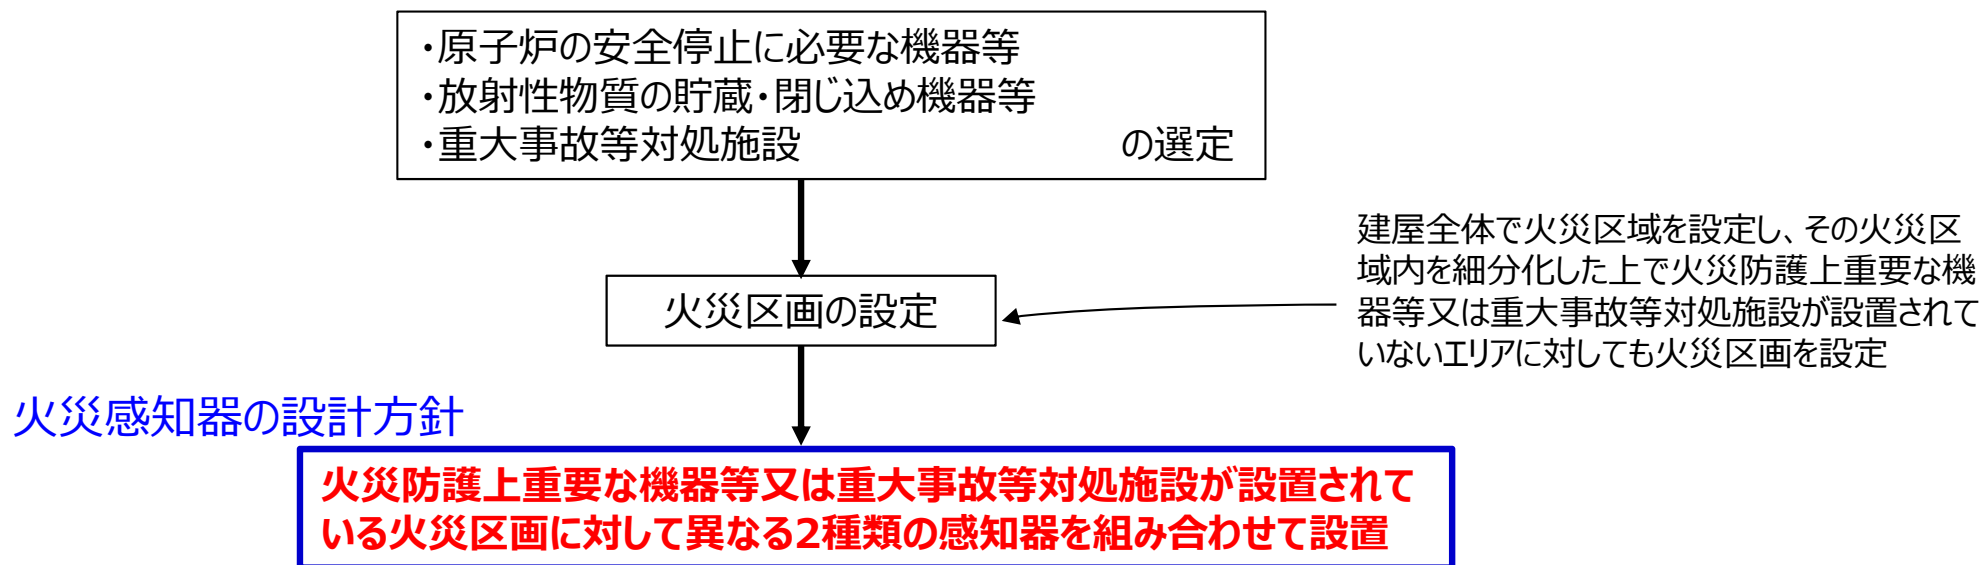 ・原子炉の安全停止に必要な機器等
・放射性物質の貯蔵・閉じ込め機器等
・重大事故等対処施設 の選定
建屋全体で火災区域を設定し、その火災区
域内を細分化した上で火災防護上重要な機
器等又は重大事故等対処施設が設置されて
いないエリアに対しても火災区画を設定
火災区画の設定
火災感知器の設計方針
火災防護上重要な機器等又は重大事故等対処施設が設置されて
いる火災区画に対して異なる2種類の感知器を組み合わせて設置